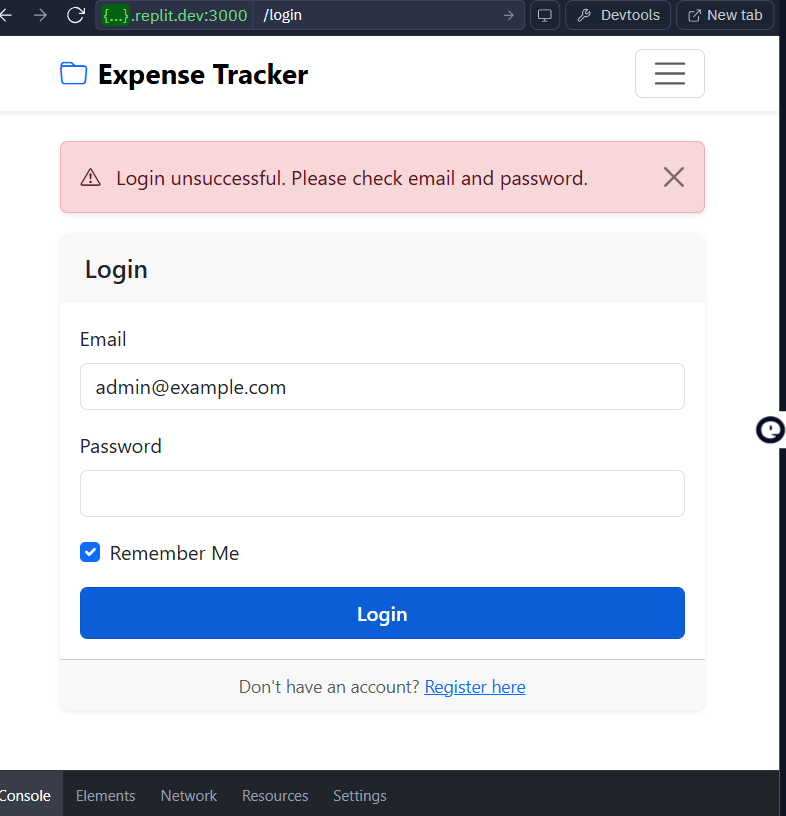 {...}.replit.dev:3000 /login Devtools New tab
Expense Tracker
Login unsuccessful. Please check email and password.
Login
Email
admin@example.com
Password
Remember Me
Login
Don't have an account? Register here
Console Elements Network Resources Settings